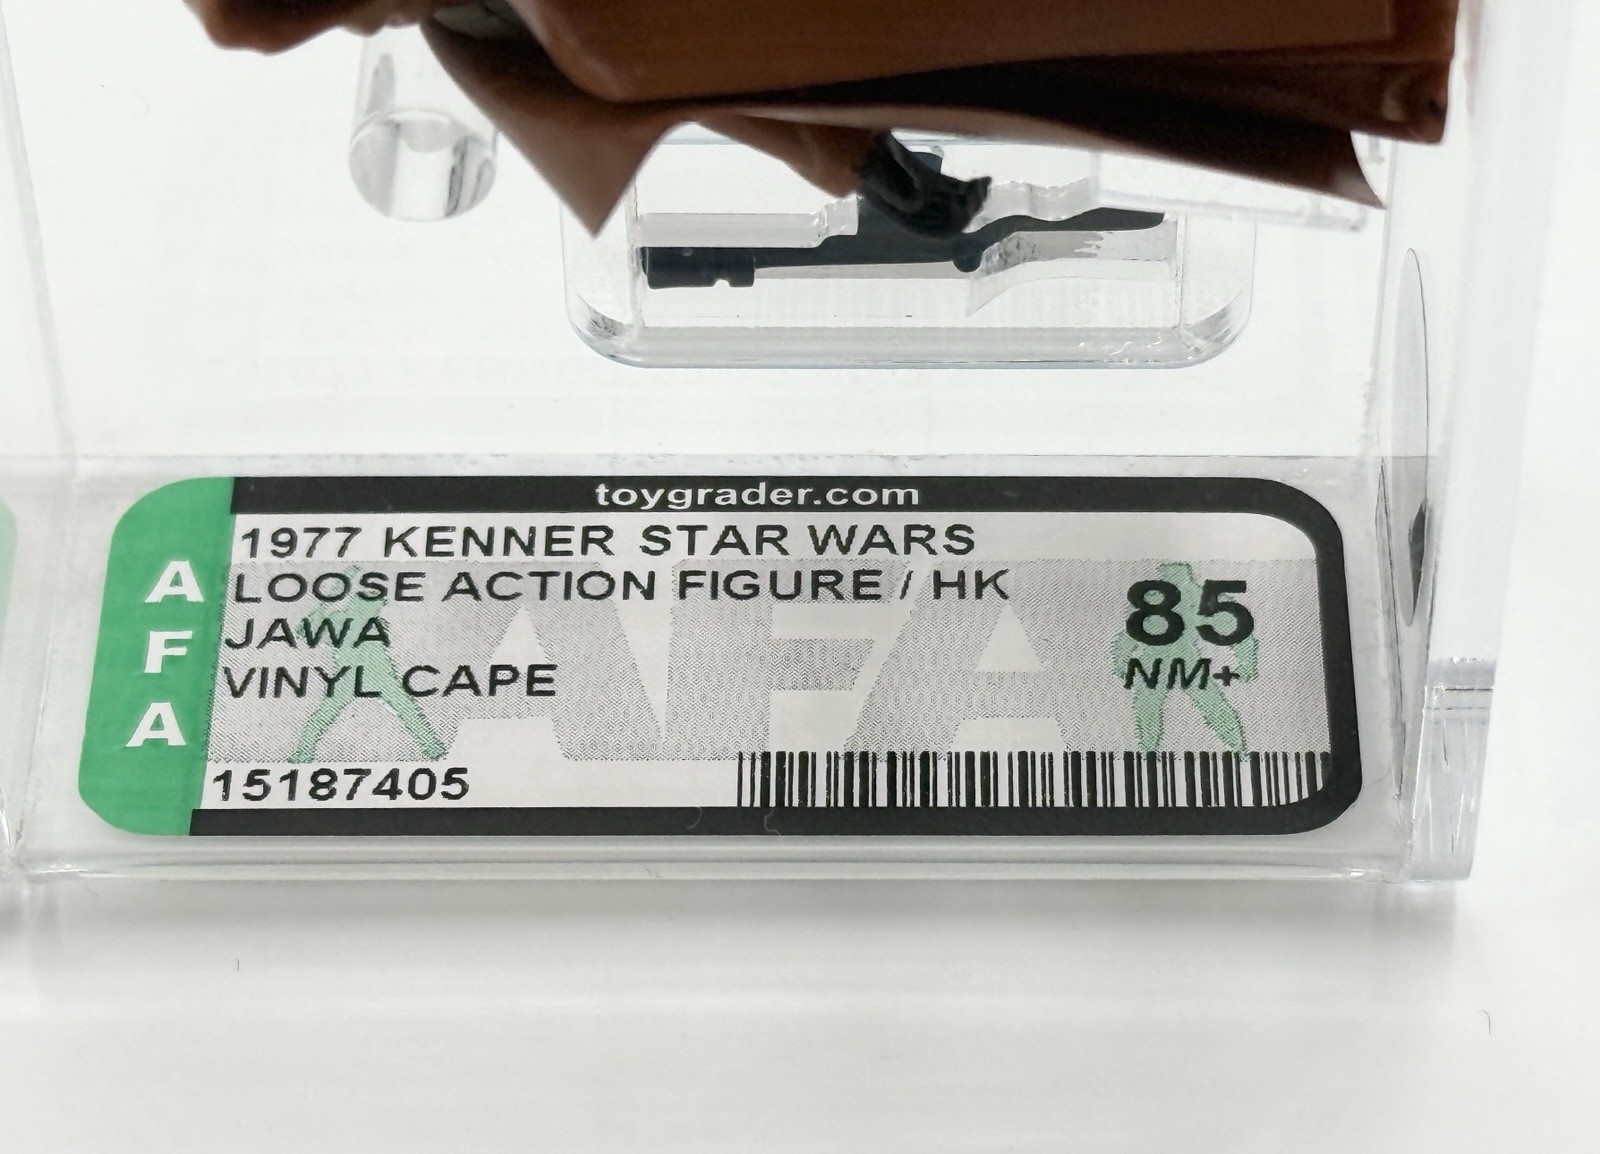 toygrader.com
1977 KENNER STAR WARS
LOOSE ACTION FIGURE / HK
JAWA
VINYL CAPE
85
NM+
AFA
AFA
15187405